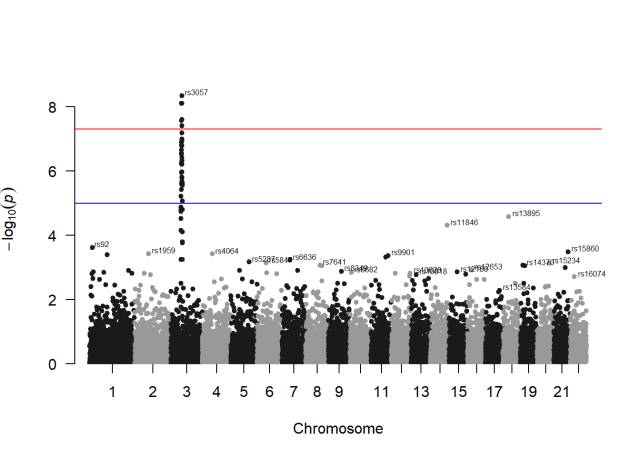 rs3057
8
6
rs13895
rs11846
4
rs92
rs1959
rs4064
rs9901
rs15860
rs6636
rs7641
rs15234
rs16074
2
0
−log10(p)
1 2 3 4 5 6 7 8 9 11 13 15 17 19 21
Chromosome